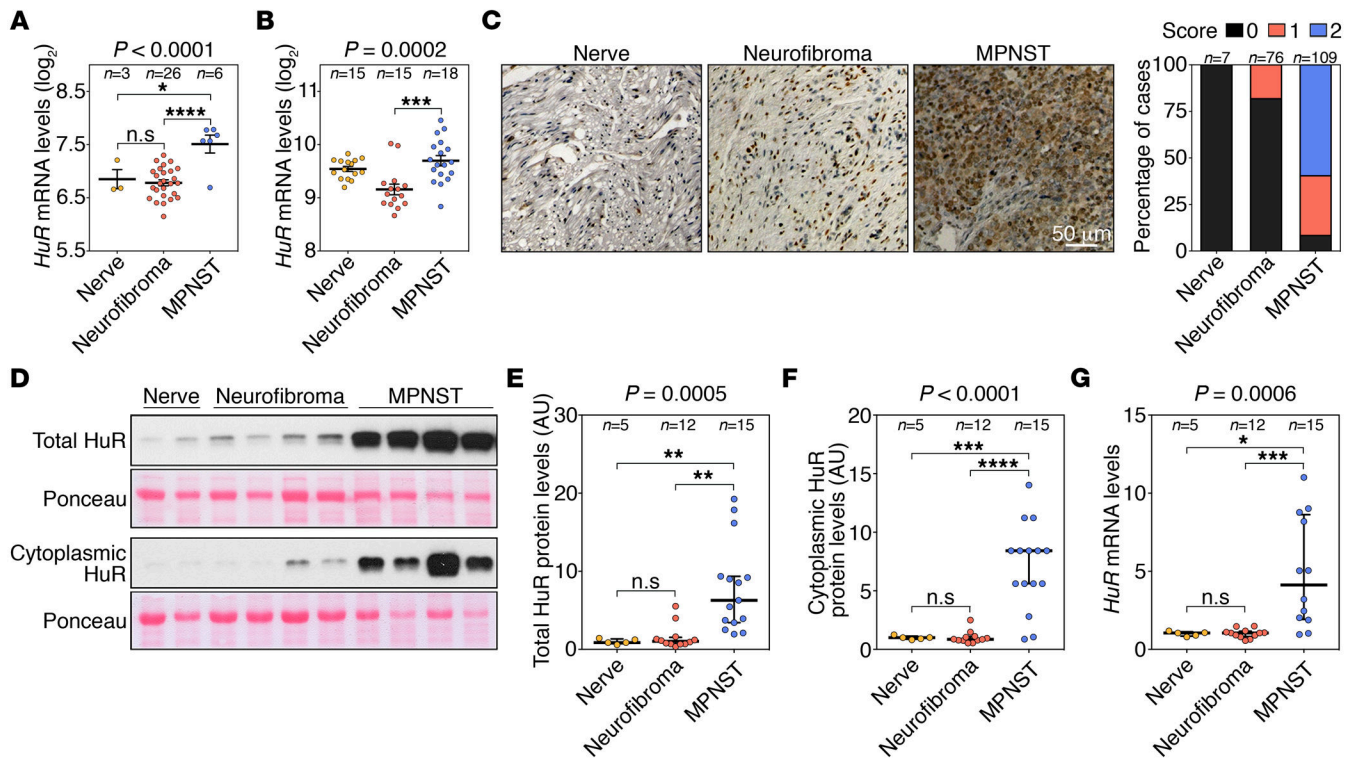 A
P < 0.0001
n=3 n=26 n=6
HuR mRNA levels (log2)
8.5
7.5
6.5
5.5
*
n.s
****
Nerve
Neurofibroma
MPNST
B
P = 0.0002
n=15 n=15 n=18
HuR mRNA levels (log2)
11
10
9
8
***
Nerve
Neurofibroma
MPNST
C
Nerve
Neurofibroma
MPNST
50 μm
Score 0 1 2
n=7 n=76 n=109
Percentage of cases
100
75
50
25
0
Nerve
Neurofibroma
MPNST
D
Nerve Neurofibroma MPNST
Total HuR
Ponceau
Cytoplasmic
HuR
Ponceau
E
P = 0.0005
n=5 n=12 n=15
Total HuR protein levels (AU)
30
20
10
0
**
**
n.s
Nerve
Neurofibroma
MPNST
F
P < 0.0001
n=5 n=12 n=15
Cytoplasmic HuR
protein levels (AU)
20
15
10
5
0
***
****
n.s
Nerve
Neurofibroma
MPNST
G
P = 0.0006
n=5 n=12 n=15
HuR mRNA levels
15
10
5
0
*
***
n.s
Nerve
Neurofibroma
MPNST